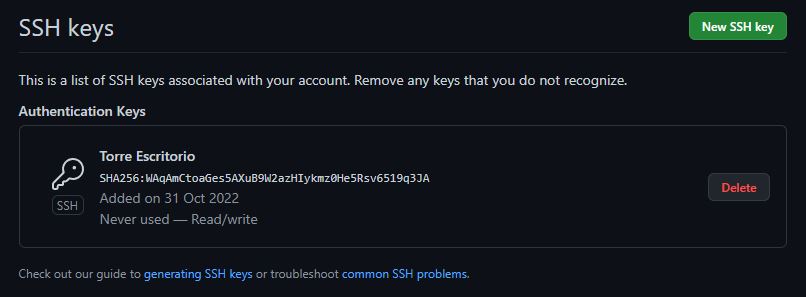 SSH keys
New SSH key
This is a list of SSH keys associated with your account. Remove any keys that you do not recognize.
Authentication Keys
Torre Escritorio
SHA256:WAqAmCtoaGes5AXuB9W2azHIykmz0He5Rsv6519q3JA
Added on 31 Oct 2022
Never used — Read/write
SSH
Delete
Check out our guide to generating SSH keys or troubleshoot common SSH problems.